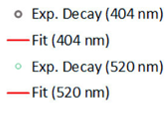 Exp. Decay (404 nm)
Fit (404 nm)
Exp. Decay (520 nm)
Fit (520 nm)